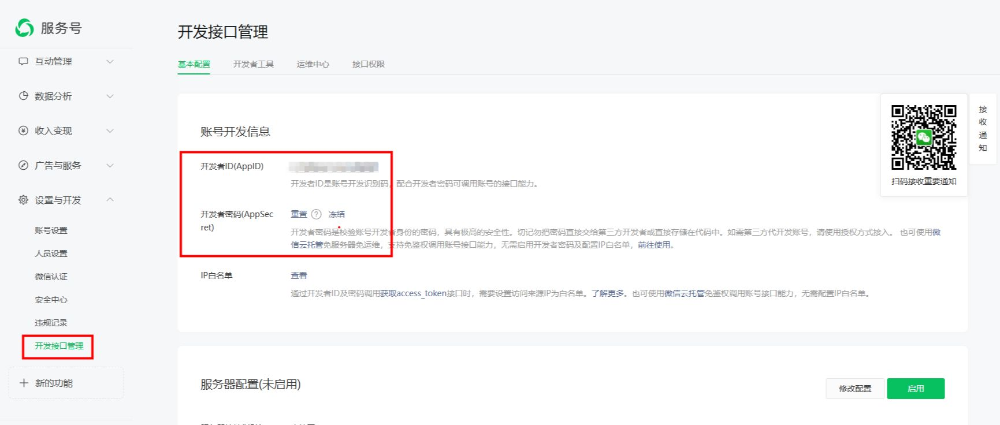 服务号
互动管理
数据分析
收入变现
广告与服务
设置与开发
账号设置
人员设置
微信认证
安全中心
违规记录
开发接口管理
新的功能
开发接口管理
基本配置 开发者工具 运维中心 接口权限
账号开发信息
开发者ID(AppID)
开发者ID是账号开发识别码，配合开发者密码可调用账号的接口能力。
开发者密码(AppSec
ret)
重置 ? 冻结
开发者密码是校验账号开发者身份的密码，具有极高的安全性。切记勿把密码直接交给第三方开发者或直接存储在代码中。如需第三方代开发账号，请使用授权方式接入。 也可使用微
信云托管免服务器免运维，支持免鉴权调用账号接口能力，无需启用开发者密码及配置IP白名单，前往使用。
IP白名单 查看
通过开发者ID及密码调用获取access_token接口时，需要设置访问来源IP为白名单。了解更多。也可使用微信云托管免鉴权调用账号接口能力，无需配置IP白名单。
扫码接收重要通知
接
收
通
知
服务器配置(未启用)
修改配置 启用